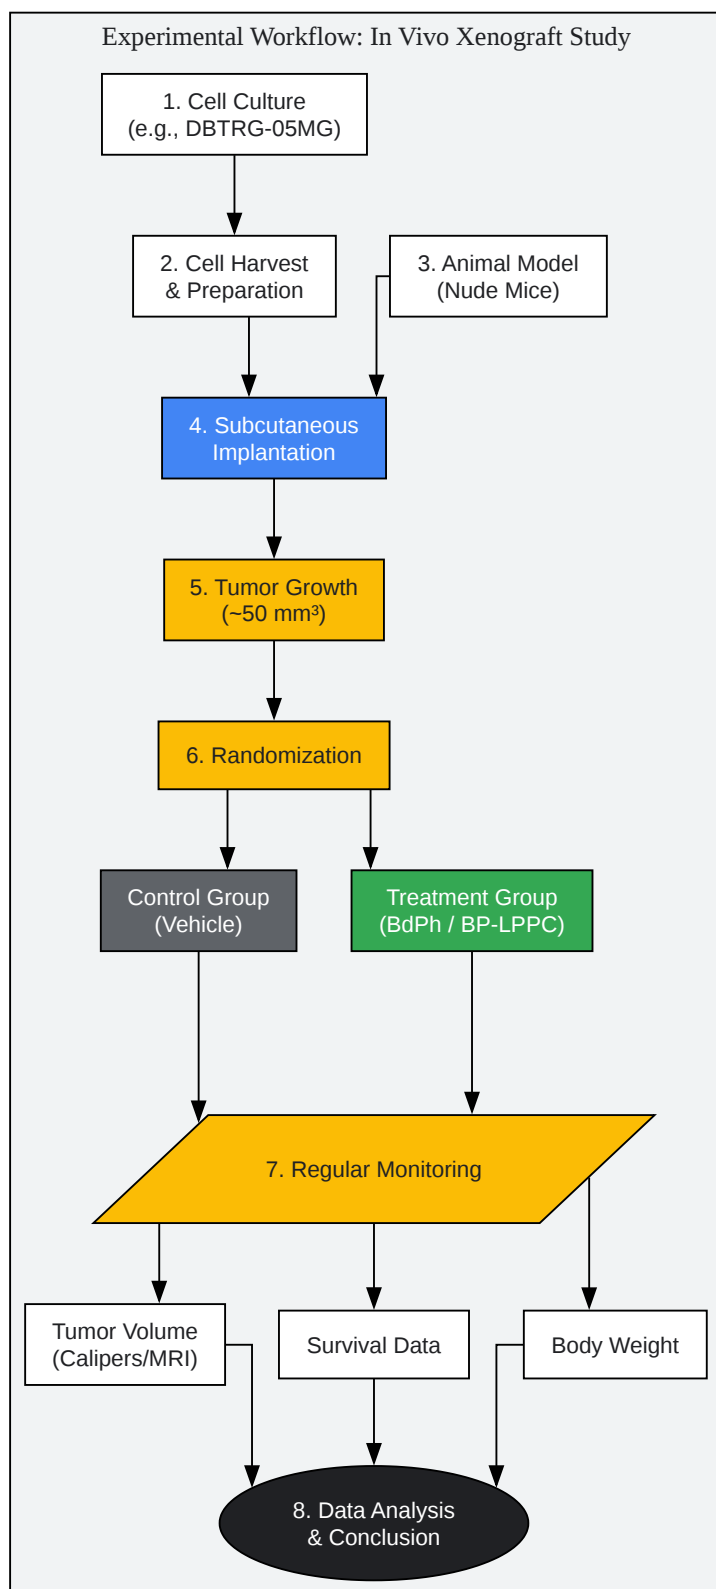 Experimental Workflow: In Vivo Xenograft Study
1. Cell Culture
(e.g., DBTRG-05MG)
2. Cell Harvest
& Preparation
3. Animal Model
(Nude Mice)
4. Subcutaneous
Implantation
5. Tumor Growth
(~50 mm³)
6. Randomization
Control Group
(Vehicle)
Treatment Group
(BdPh / BP-LPPC)
7. Regular Monitoring
Tumor Volume
(Calipers/MRI)
Survival Data
Body Weight
8. Data Analysis
& Conclusion